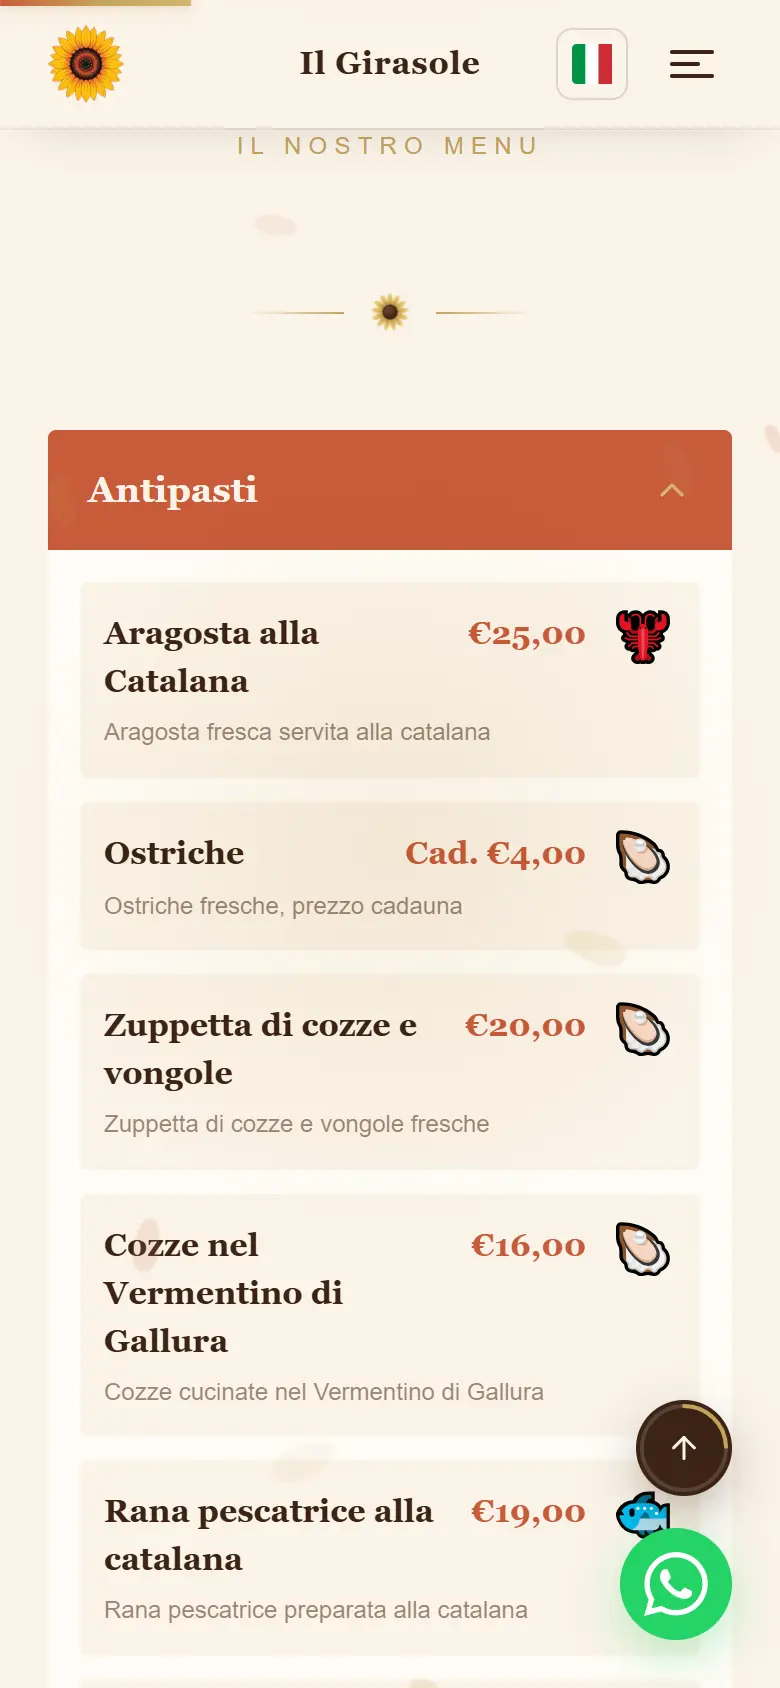 Il Girasole
IL NOSTRO MENU
Antipasti
Aragosta alla €25,00
Catalana
Aragosta fresca servita alla catalana
Ostriche Cad. €4,00
Ostriche fresche, prezzo cadauna
Zuppetta di cozze e €20,00
vongole
Zuppetta di cozze e vongole fresche
Cozze nel €16,00
Vermentino di
Gallura
Cozze cucinate nel Vermentino di Gallura
Rana pescatrice alla €19,00
catalana
Rana pescatrice preparata alla catalana